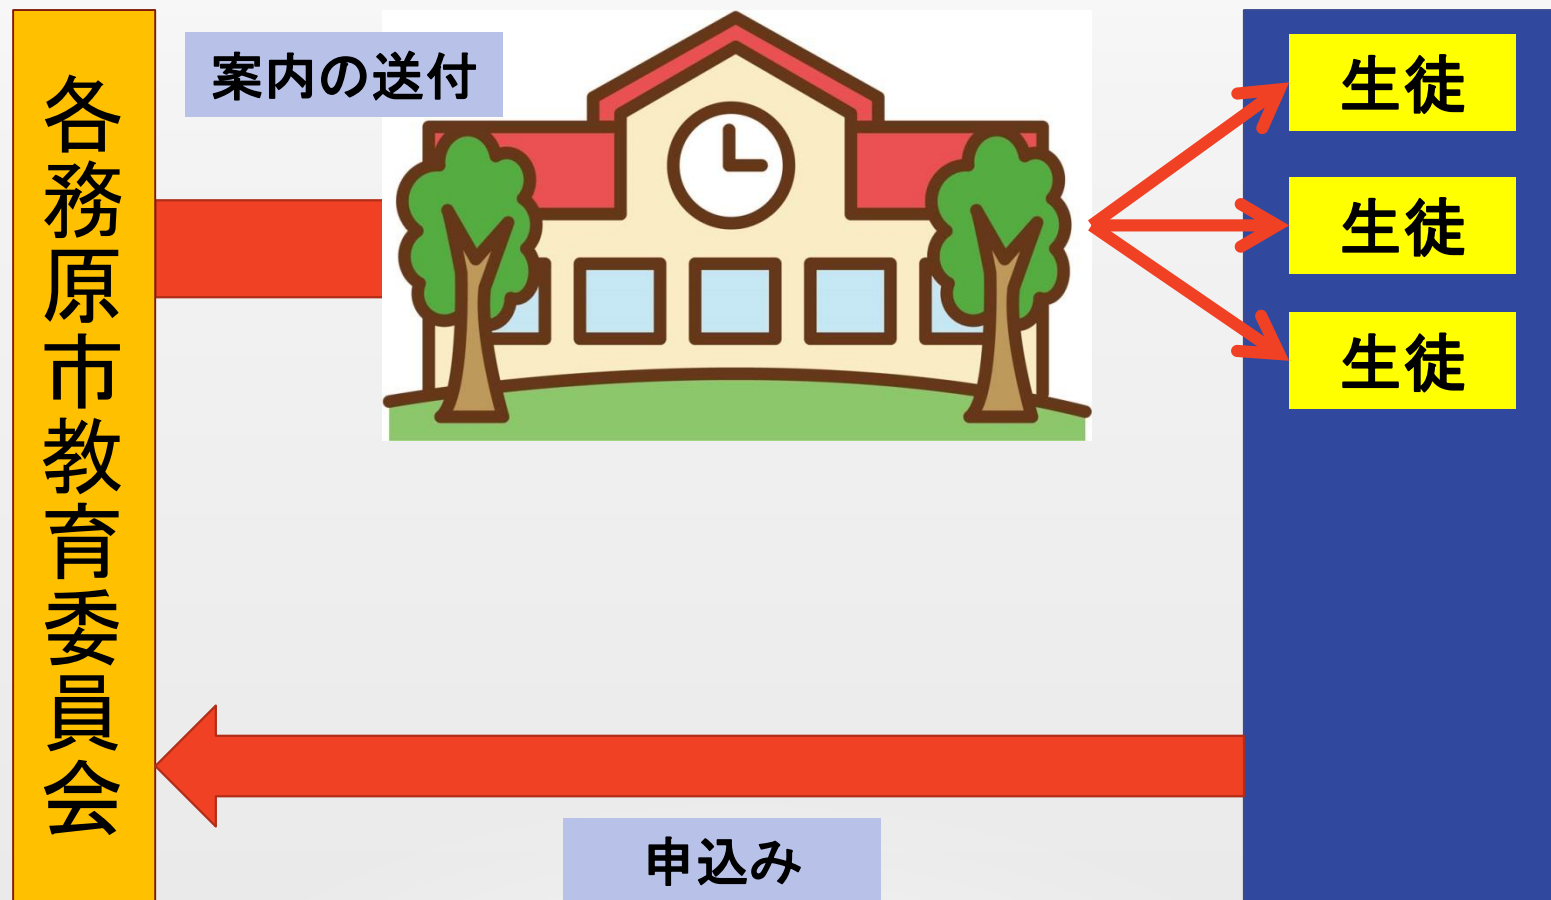 各務原市教育委員会
案内の送付
生徒
生徒
生徒
申込み